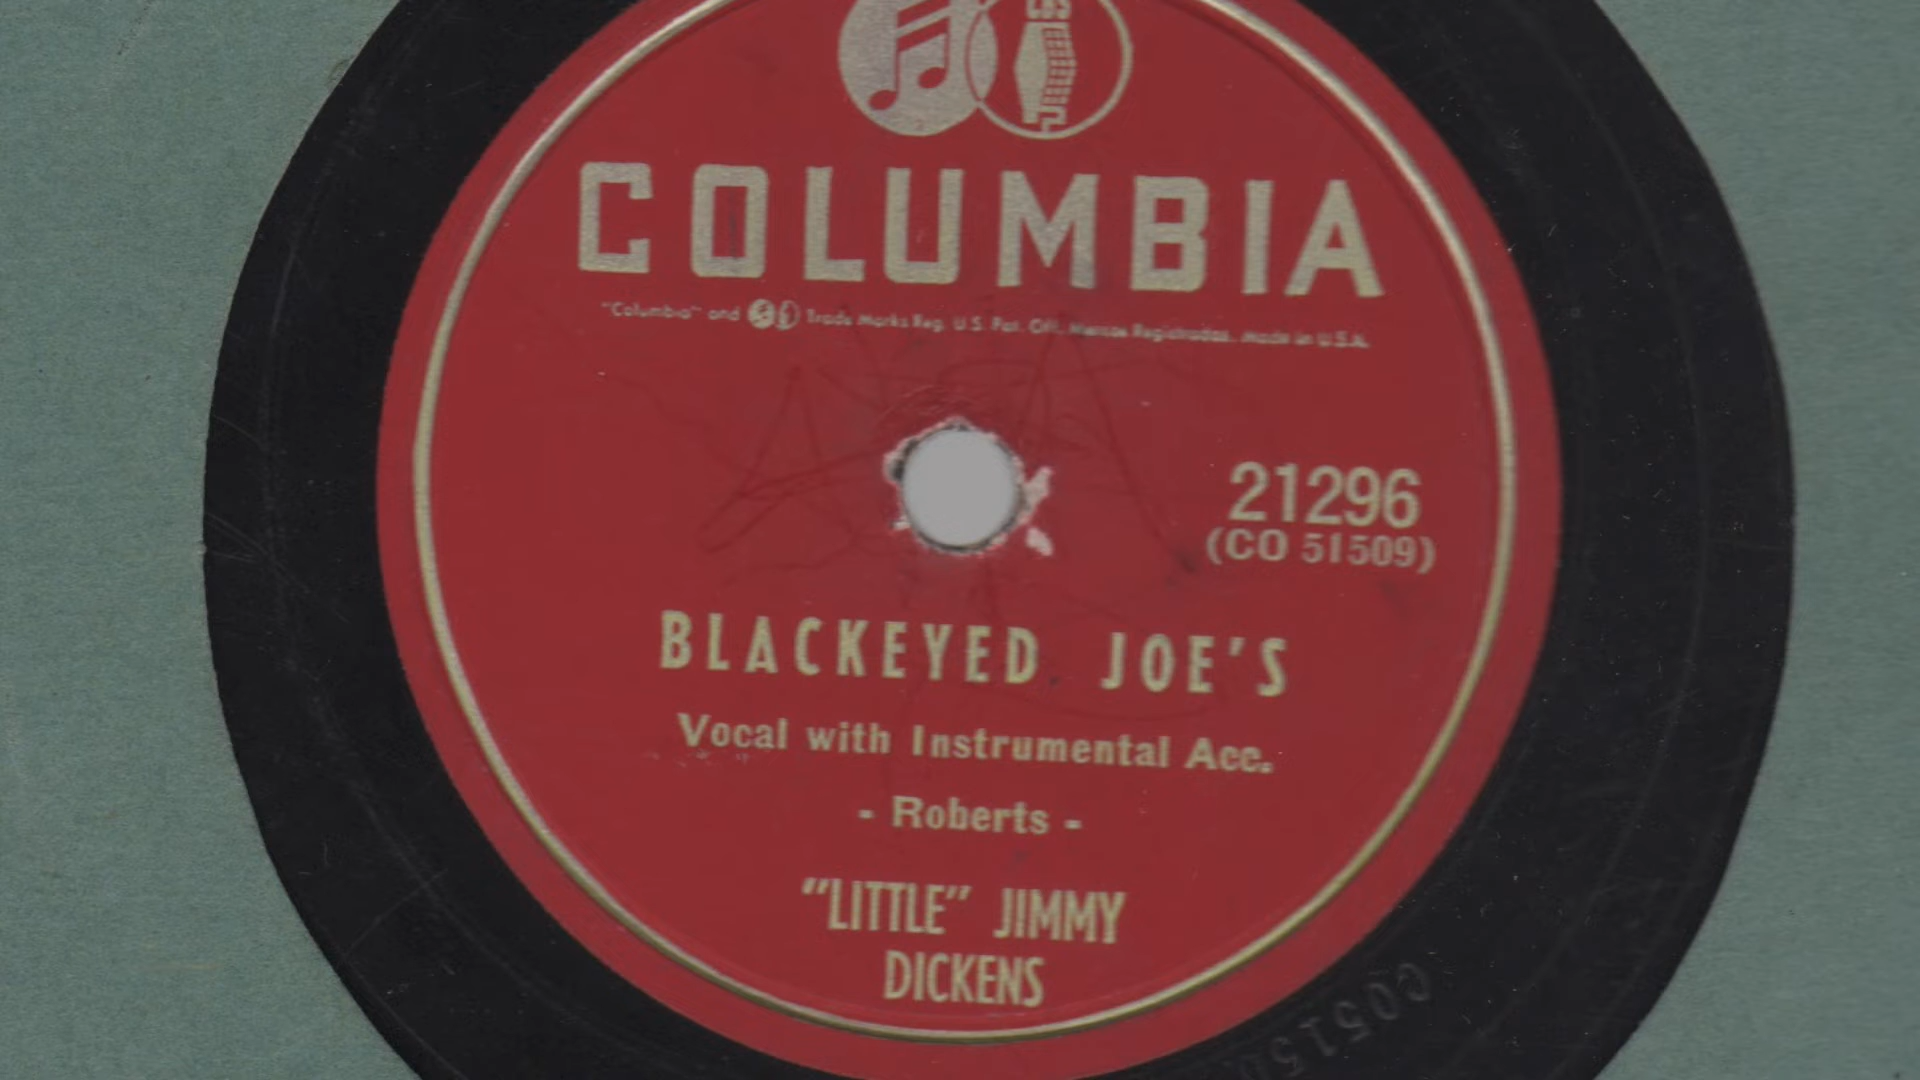 COLUMBIA
"Columbia" and Trade Marks Reg. U.S. Pat. Off. Marcas Registradas. Made in U.S.A.
21296
(CO 51509)
BLACKEYED JOE'S
Vocal with Instrumental Acc.
- Roberts -
"LITTLE" JIMMY
DICKENS